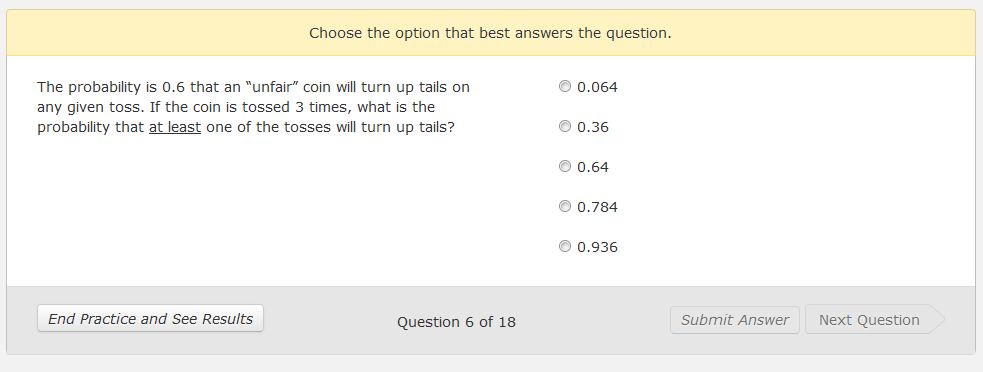 Choose the option that best answers the question.
The probability is 0.6 that an “unfair” coin will turn up tails on
any given toss. If the coin is tossed 3 times, what is the
probability that at least one of the tosses will turn up tails?
0.064
0.36
0.64
0.784
0.936
End Practice and See Results
Question 6 of 18
Submit Answer
Next Question